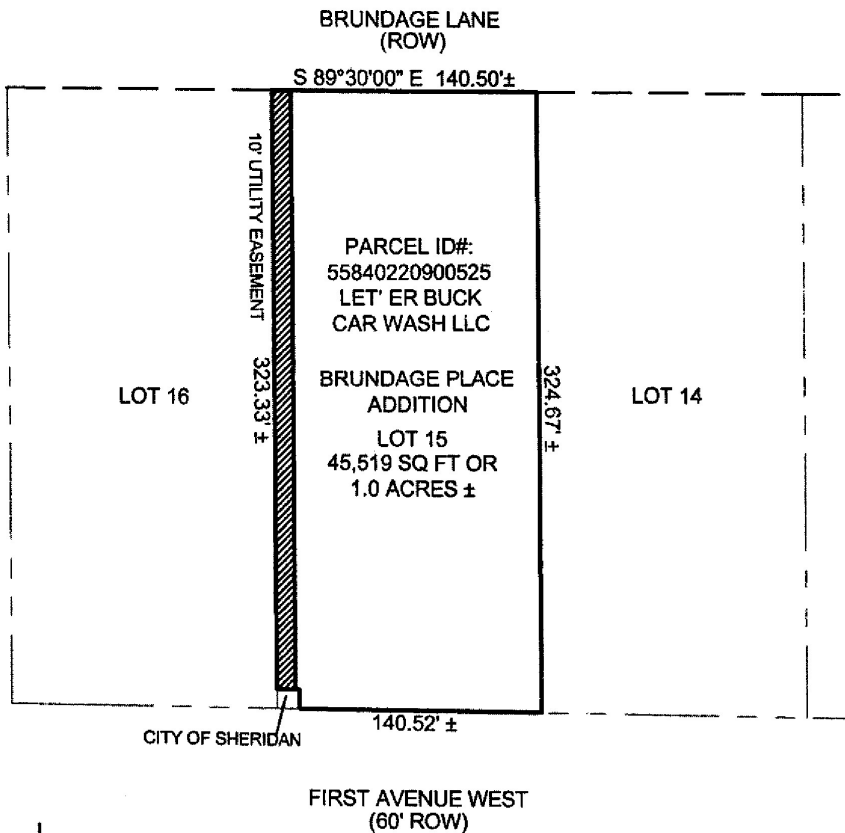 BRUNDAGE LANE
(ROW)
S 89°30'00" E 140.50'±
10' UTILITY EASEMENT
323.33' ±
PARCEL ID#:
55840220900525
LET' ER BUCK
CAR WASH LLC
BRUNDAGE PLACE
ADDITION
LOT 15
45,519 SQ FT OR
1.0 ACRES ±
LOT 16
324.67' ±
LOT 14
140.52' ±
CITY OF SHERIDAN
FIRST AVENUE WEST
(60' ROW)